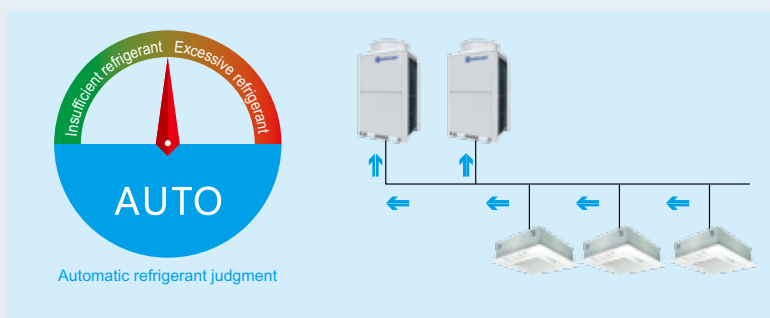 Insufficient refrigerant
Excessive refrigerant
AUTO
Automatic refrigerant judgment